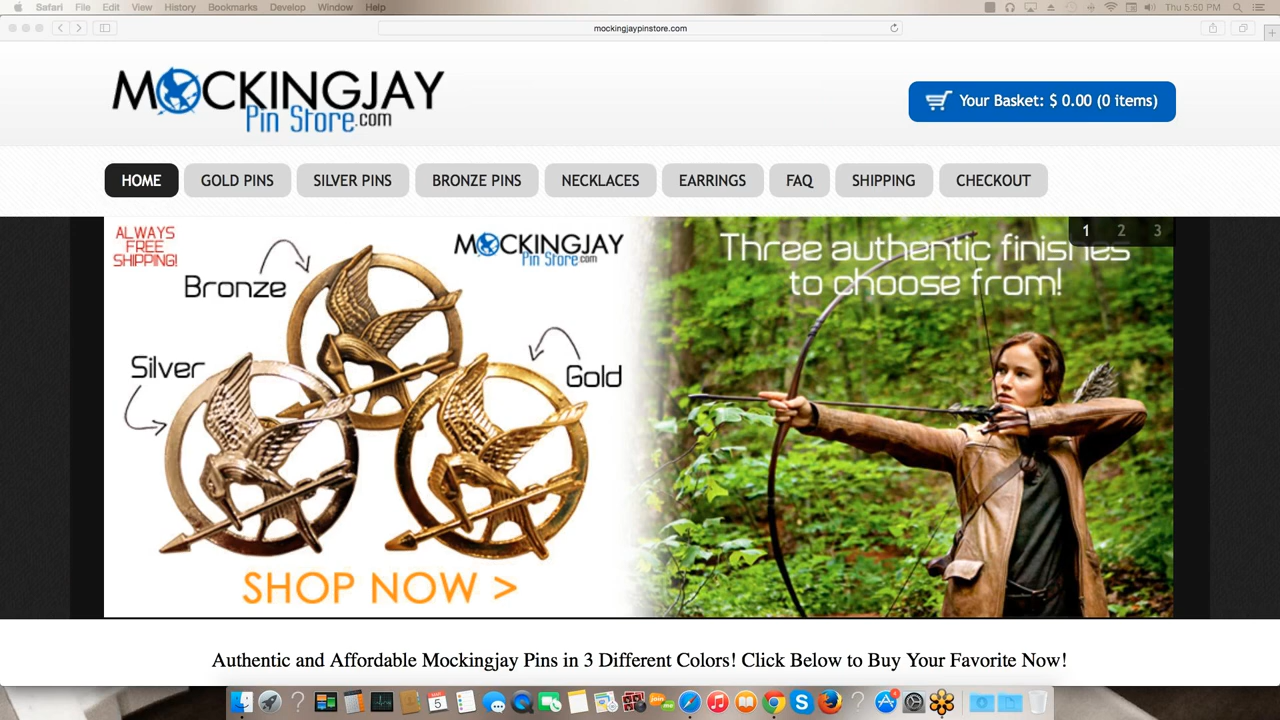 Safari File Edit View History Bookmarks Develop Window Help
Thu 5:50 PM
mockingjaypinstore.com
MOCKINGJAY
Pin Store.com
Your Basket: $ 0.00 (0 items)
HOME
GOLD PINS
SILVER PINS
BRONZE PINS
NECKLACES
EARRINGS
FAQ
SHIPPING
CHECKOUT
ALWAYS
FREE
SHIPPING!
Bronze
Silver
Gold
MOCKINGJAY
Pin Store.com
SHOP NOW >
1 2 3
Three authentic finishes
to choose from!
Authentic and Affordable Mockingjay Pins in 3 Different Colors! Click Below to Buy Your Favorite Now!
5
join
me